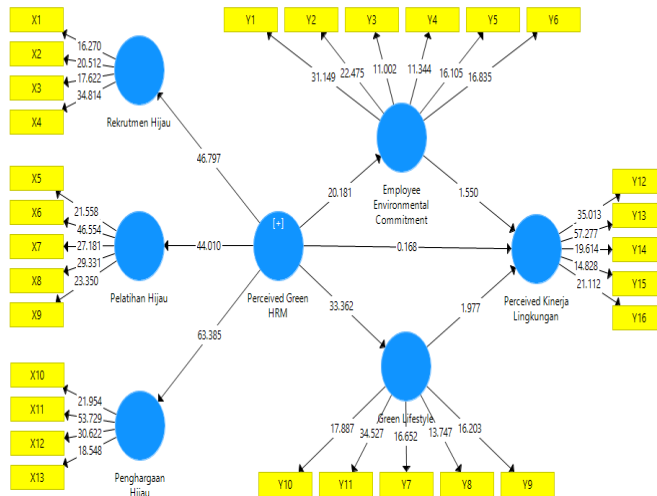 X1
X2
X3
X4
16.270
20.512
17.622
34.814
Rekrutmen Hijau
Y1
Y2
Y3
Y4
Y5
Y6
31.149
22.475
11.002
11.344
16.105
16.835
Employee
Environmental
Commitment
46.797
20.181
1.550
X5
X6
X7
X8
X9
21.558
46.554
27.181
29.331
23.350
Pelatihan Hijau
44.010
[+]
Perceived Green
HRM
0.168
Y12
Y13
Y14
Y15
Y16
35.013
57.277
19.614
14.828
21.112
Perceived Kinerja
Lingkungan
63.385
33.362
1.977
X10
X11
X12
X13
21.954
53.729
30.622
18.548
Penghargaan
Hijau
Green Lifestyle
17.887
34.527
16.652
13.747
16.203
Y10
Y11
Y7
Y8
Y9